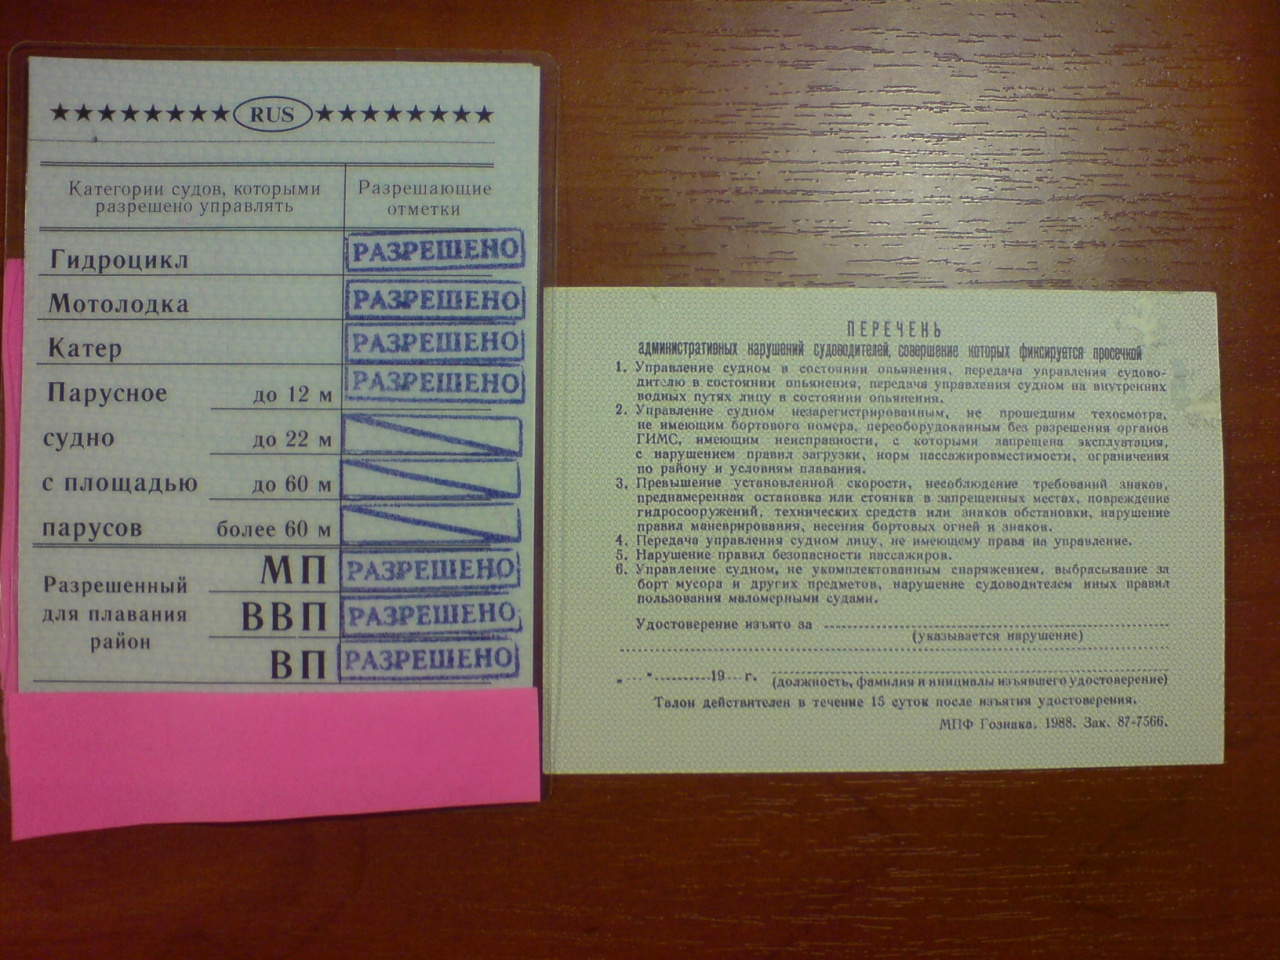 ★★★★★★★★ RUS ★★★★★★★★
Категории судов, которыми разрешено управлять
Разрешающие отметки
Гидроцикл РАЗРЕШЕНО
Мотолодка РАЗРЕШЕНО
Катер РАЗРЕШЕНО
Парусное до 12 м РАЗРЕШЕНО
судно до 22 м
с площадью до 60 м
парусов более 60 м
Разрешенный для плавания район
МП РАЗРЕШЕНО
ВВП РАЗРЕШЕНО
ВП РАЗРЕШЕНО
ПЕРЕЧЕНЬ
административных нарушений судоводителей, совершение которых фиксируется просечкой
1. Управление судном в состоянии опьянения, передача управления судово-
дителю в состоянии опьянения, передача управления судном на внутренних
водных путях лицу в состоянии опьянения.
2. Управление судном незарегистрированным, не прошедшим техосмотра,
не имеющим бортового номера, переоборудованным без разрешения органов
ГИМС, имеющим неисправности, с которыми запрещена эксплуатация,
с нарушением правил загрузки, норм пассажировместимости, ограничения
по району и условиям плавания.
3. Превышение установленной скорости, несоблюдение требований знаков,
преднамеренная остановка или стоянка в запрещенных местах, повреждение
гидросооружений, технических средств или знаков обстановки, нарушение
правил маневрирования, несения бортовых огней и знаков.
4. Передача управления судном лицу, не имеющему права на управление.
5. Нарушение правил безопасности пассажиров.
6. Управление судном, не укомплектованным снаряжением, выбрасывание за
борт мусора и других предметов, нарушение судоводителем иных правил
пользования маломерными судами.
Удостоверение изъято за
(указывается нарушение)
„ " 19 г.
(должность, фамилия и инициалы изъявшего удостоверение)
Талон действителен в течение 15 суток после изъятия удостоверения.
МПФ Гознака. 1988. Зак. 87-7566.